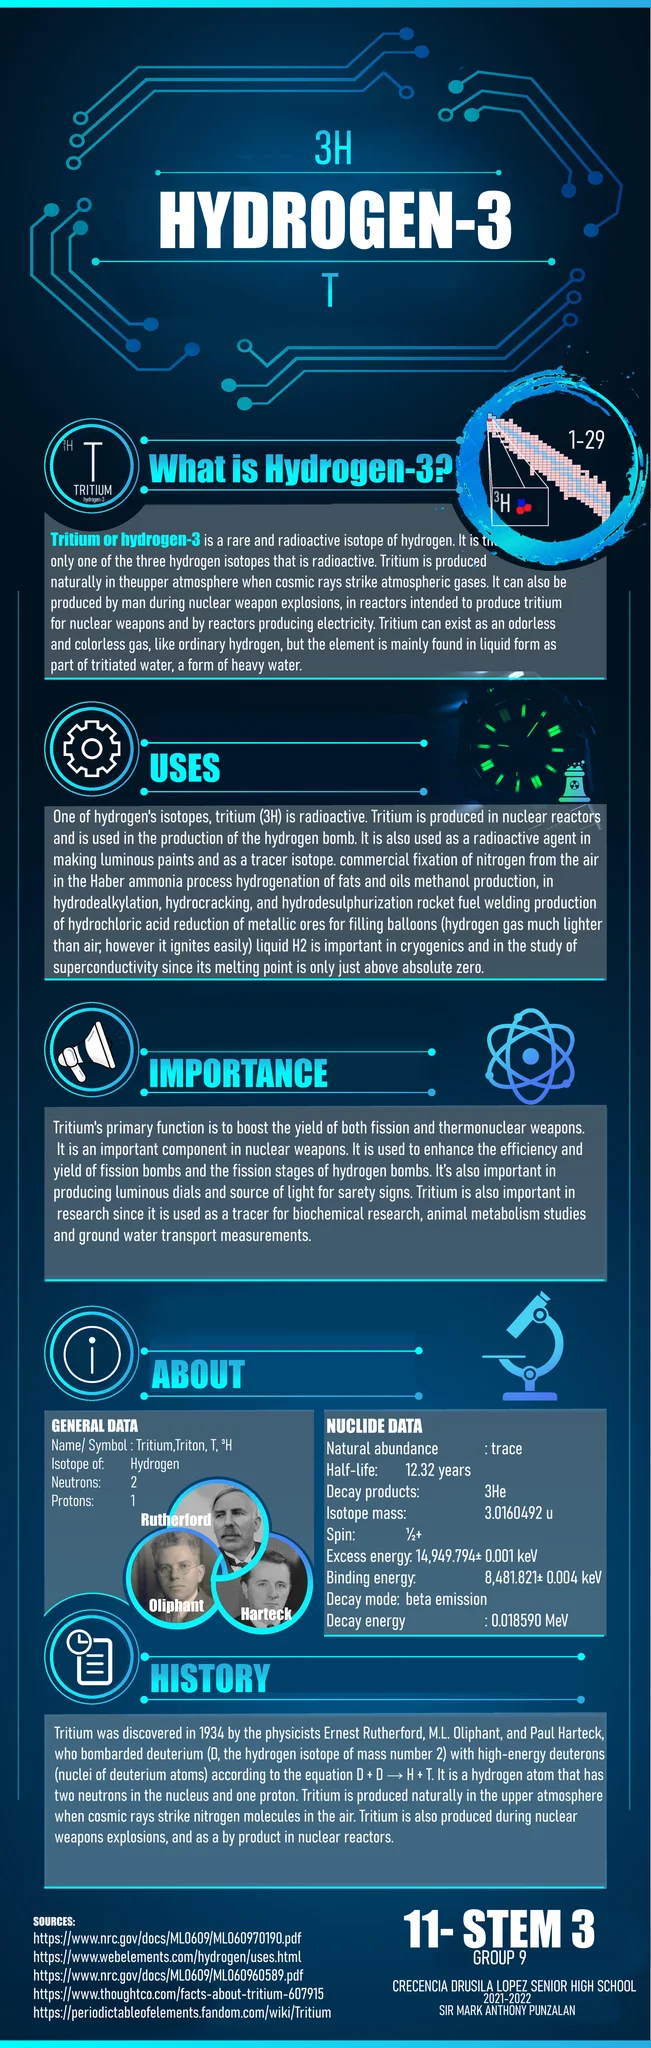 3H
HYDROGEN-3
T
3H T
TRITIUM
hydrogen-3
What is Hydrogen-3?
1-29
³H
Tritium or hydrogen-3 is a rare and radioactive isotope of hydrogen. It is
only one of the three hydrogen isotopes that is radioactive. Tritium is produced
naturally in theupper atmosphere when cosmic rays strike atmospheric gases. It can also be
produced by man during nuclear weapon explosions, in reactors intended to produce tritium
for nuclear weapons and by reactors producing electricity. Tritium can exist as an odorless
and colorless gas, like ordinary hydrogen, but the element is mainly found in liquid form as
part of tritiated water, a form of heavy water.
USES
One of hydrogen's isotopes, tritium (3H) is radioactive. Tritium is produced in nuclear reactors
and is used in the production of the hydrogen bomb. It is also used as a radioactive agent in
making luminous paints and as a tracer isotope. commercial fixation of nitrogen from the air
in the Haber ammonia process hydrogenation of fats and oils methanol production, in
hydrodealkylation, hydrocracking, and hydrodesulphurization rocket fuel welding production
of hydrochloric acid reduction of metallic ores for filling balloons (hydrogen gas much lighter
than air; however it ignites easily) liquid H2 is important in cryogenics and in the study of
superconductivity since its melting point is only just above absolute zero.
IMPORTANCE
Tritium's primary function is to boost the yield of both fission and thermonuclear weapons.
It is an important component in nuclear weapons. It is used to enhance the efficiency and
yield of fission bombs and the fission stages of hydrogen bombs. It's also important in
producing luminous dials and source of light for sarety signs. Tritium is also important in
research since it is used as a tracer for biochemical research, animal metabolism studies
and ground water transport measurements.
ABOUT
GENERAL DATA
Name/ Symbol : Tritium,Triton, T, ³H
Isotope of: Hydrogen
Neutrons: 2
Protons: 1
Rutherford
Oliphant
Harteck
NUCLIDE DATA
Natural abundance : trace
Half-life: 12.32 years
Decay products: 3He
Isotope mass: 3.0160492 u
Spin: ½+
Excess energy: 14,949.794± 0.001 keV
Binding energy: 8,481.821± 0.004 keV
Decay mode: beta emission
Decay energy : 0.018590 MeV
HISTORY
Tritium was discovered in 1934 by the physicists Ernest Rutherford, M.L. Oliphant, and Paul Harteck,
who bombarded deuterium (D, the hydrogen isotope of mass number 2) with high-energy deuterons
(nuclei of deuterium atoms) according to the equation D + D → H + T. It is a hydrogen atom that has
two neutrons in the nucleus and one proton. Tritium is produced naturally in the upper atmosphere
when cosmic rays strike nitrogen molecules in the air. Tritium is also produced during nuclear
weapons explosions, and as a by product in nuclear reactors.
SOURCES:
https://www.nrc.gov/docs/ML0609/ML060970190.pdf
https://www.webelements.com/hydrogen/uses.html
https://www.nrc.gov/docs/ML0609/ML060960589.pdf
https://www.thoughtco.com/facts-about-tritium-607915
https://periodictableofelements.fandom.com/wiki/Tritium
11- STEM 3
GROUP 9
CRECENCIA DRUSILA LOPEZ SENIOR HIGH SCHOOL
2021-2022
SIR MARK ANTHONY PUNZALAN